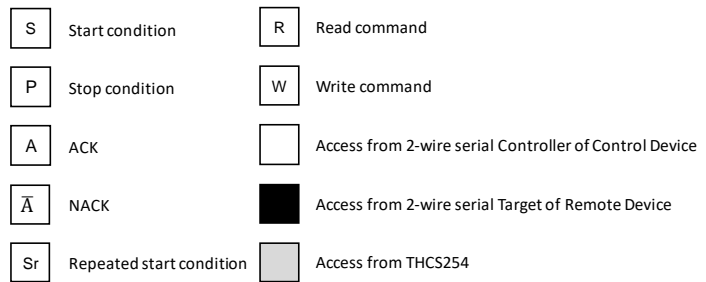 S Start condition R Read command
P Stop condition W Write command
A ACK Access from 2-wire serial Controller of Control Device
A̅ NACK Access from 2-wire serial Target of Remote Device
Sr Repeated start condition Access from THCS254